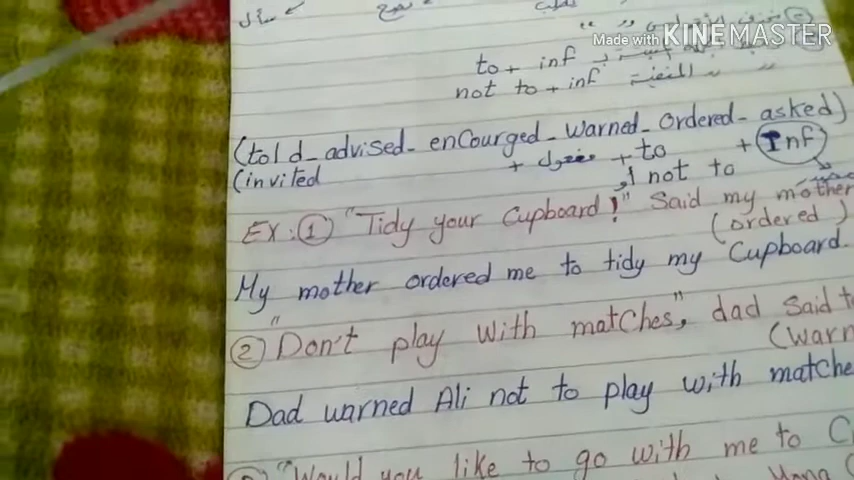 Made with KINEMASTER
to + inf
not to + inf المنفية
(told - advised - enCourged - warned - ordered - asked)
(invited + مفعول + to + Inf
أو not to
Ex: ① "Tidy your Cupboard!" Said my mother
(ordered)
My mother ordered me to tidy my Cupboard.
② "Don't play with matches", dad said t
(warn
Dad warned Ali not to play with matche
"Would you like to go with me to C